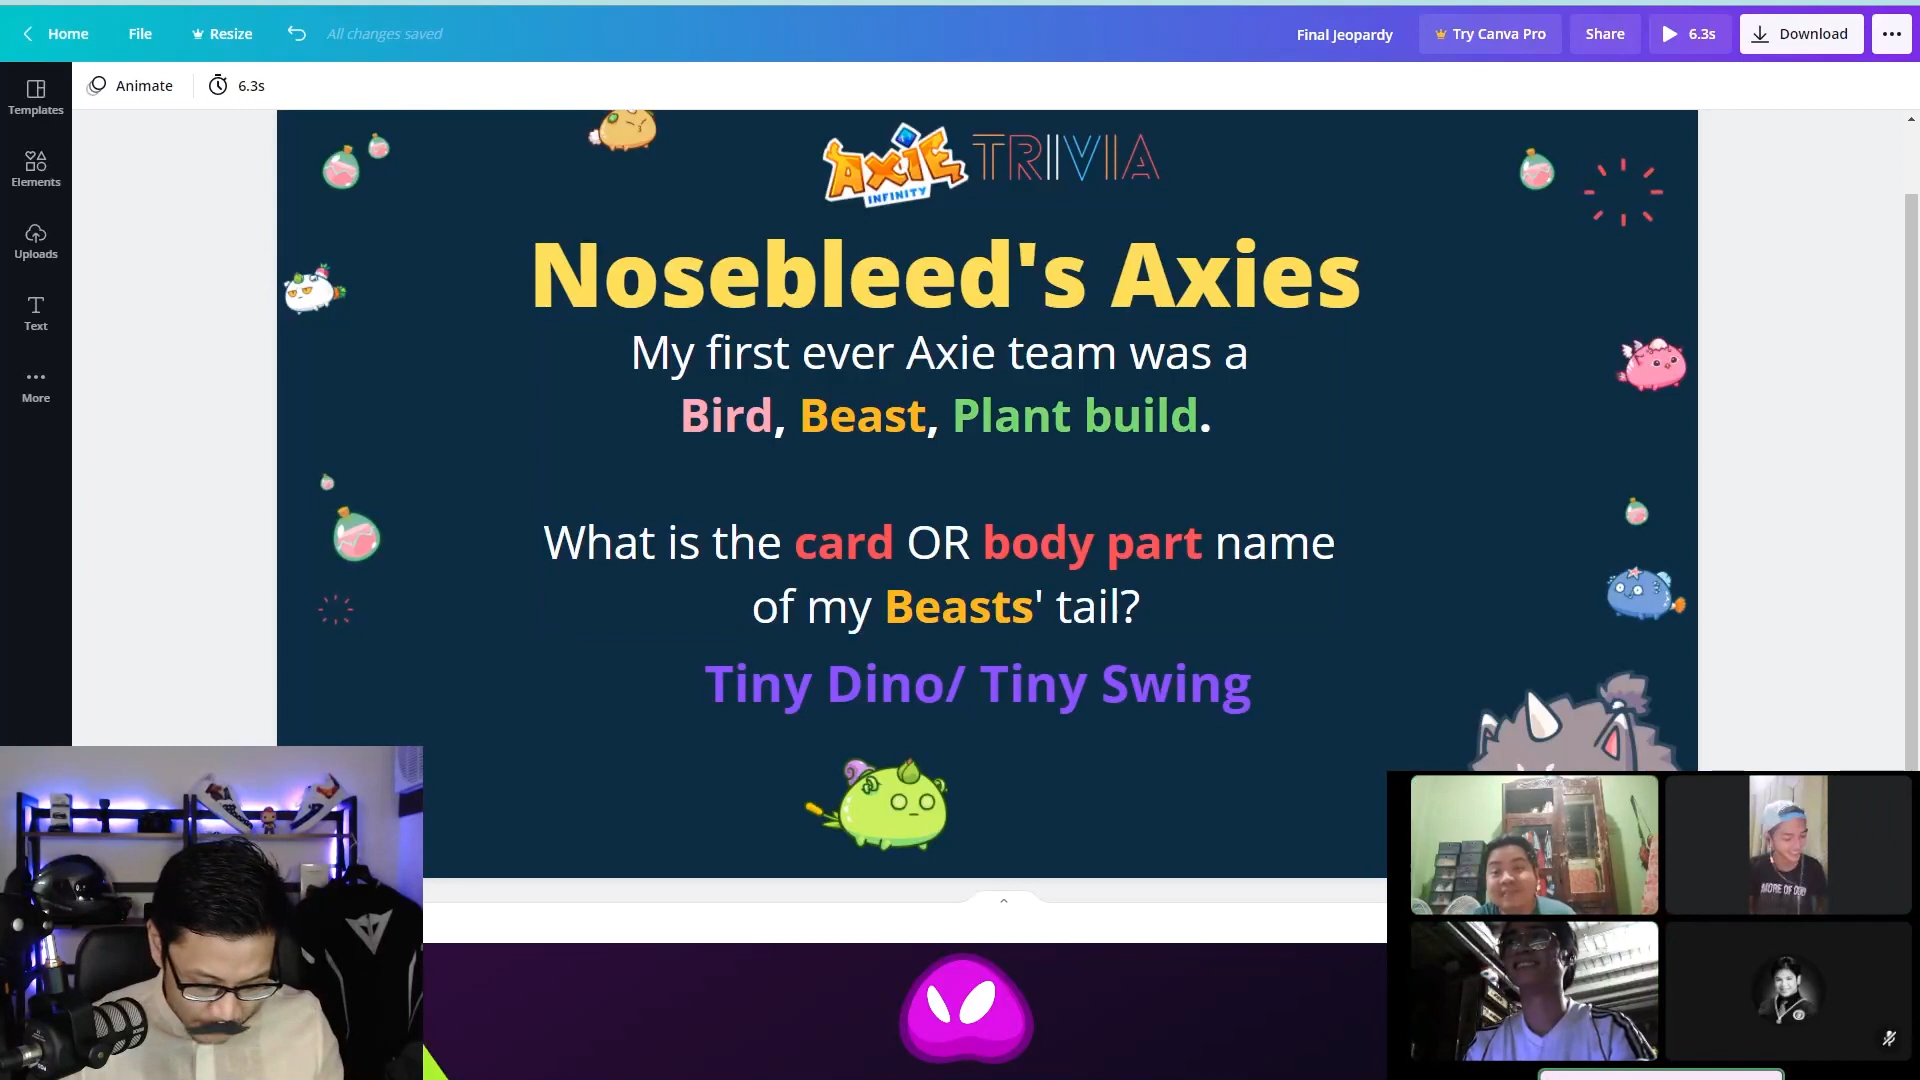 Home
File
Resize
All changes saved
Final Jeopardy
Try Canva Pro
Share
6.3s
Download
Templates
Animate
6.3s
Elements
Uploads
Text
More
AXIE INFINITY
TRIVIA
Nosebleed's Axies
My first ever Axie team was a
Bird, Beast, Plant build.
What is the card OR body part name
of my Beasts' tail?
Tiny Dino/ Tiny Swing
MORE OF